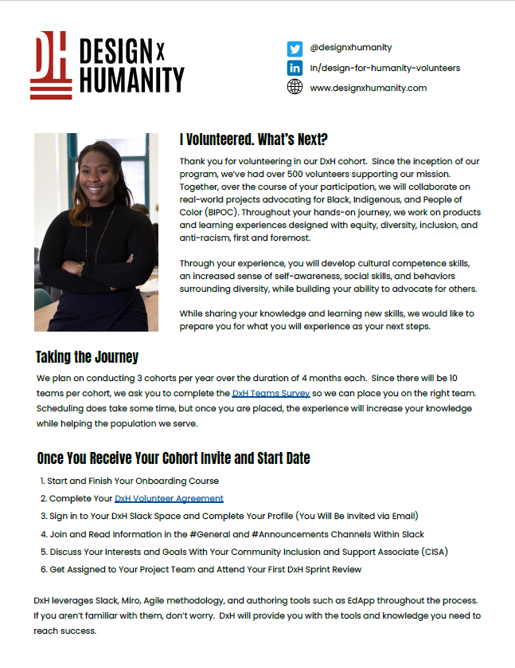 DH
DESIGN X
HUMANITY
@designxhumanity
in
In/design-for-humanity-volunteers
www.designxhumanity.com
I Volunteered. What's Next?
Thank you for volunteering in our DxH cohort. Since the inception of our
program, we've had over 500 volunteers supporting our mission.
Together, over the course of your participation, we will collaborate on
real-world projects advocating for Black, Indigenous, and People of
Color (BIPOC). Throughout your hands-on journey, we work on products
and learning experiences designed with equity, diversity, inclusion, and
anti-racism, first and foremost.
Through your experience, you will develop cultural competence skills,
an increased sense of self-awareness, social skills, and behaviors
surrounding diversity, while building your ability to advocate for others.
While sharing your knowledge and learning new skills, we would like to
prepare you for what you will experience as your next steps.
Taking the Journey
We plan on conducting 3 cohorts per year over the duration of 4 months each. Since there will be 10
teams per cohort, we ask you to complete the DxH Teams Survey so we can place you on the right team.
Scheduling does take some time, but once you are placed, the experience will increase your knowledge
while helping the population we serve.
Once You Receive Your Cohort Invite and Start Date
1. Start and Finish Your Onboarding Course
2. Complete Your DxH Volunteer Agreement
3. Sign in to Your DxH Slack Space and Complete Your Profile (You Will Be Invited via Email)
4. Join and Read Information in the #General and #Announcements Channels Within Slack
5. Discuss Your Interests and Goals With Your Community Inclusion and Support Associate (CISA)
6. Get Assigned to Your Project Team and Attend Your First DxH Sprint Review
DxH leverages Slack, Miro, Agile methodology, and authoring tools such as EdApp throughout the process.
If you aren't familiar with them, don't worry. DxH will provide you with the tools and knowledge you need to
reach success.